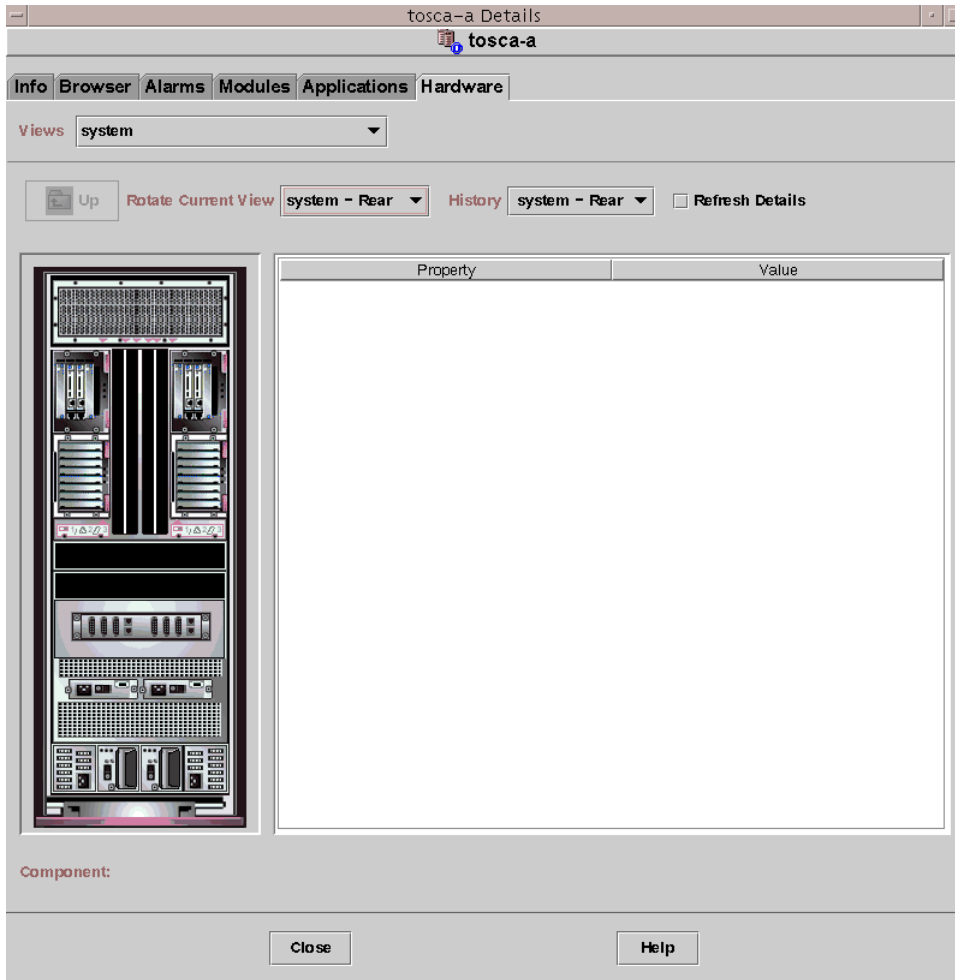 tosca-a Details
tosca-a
Info Browser Alarms Modules Applications Hardware
Views system
Up Rotate Current View system - Rear History system - Rear Refresh Details
Property Value
Component:
Close Help